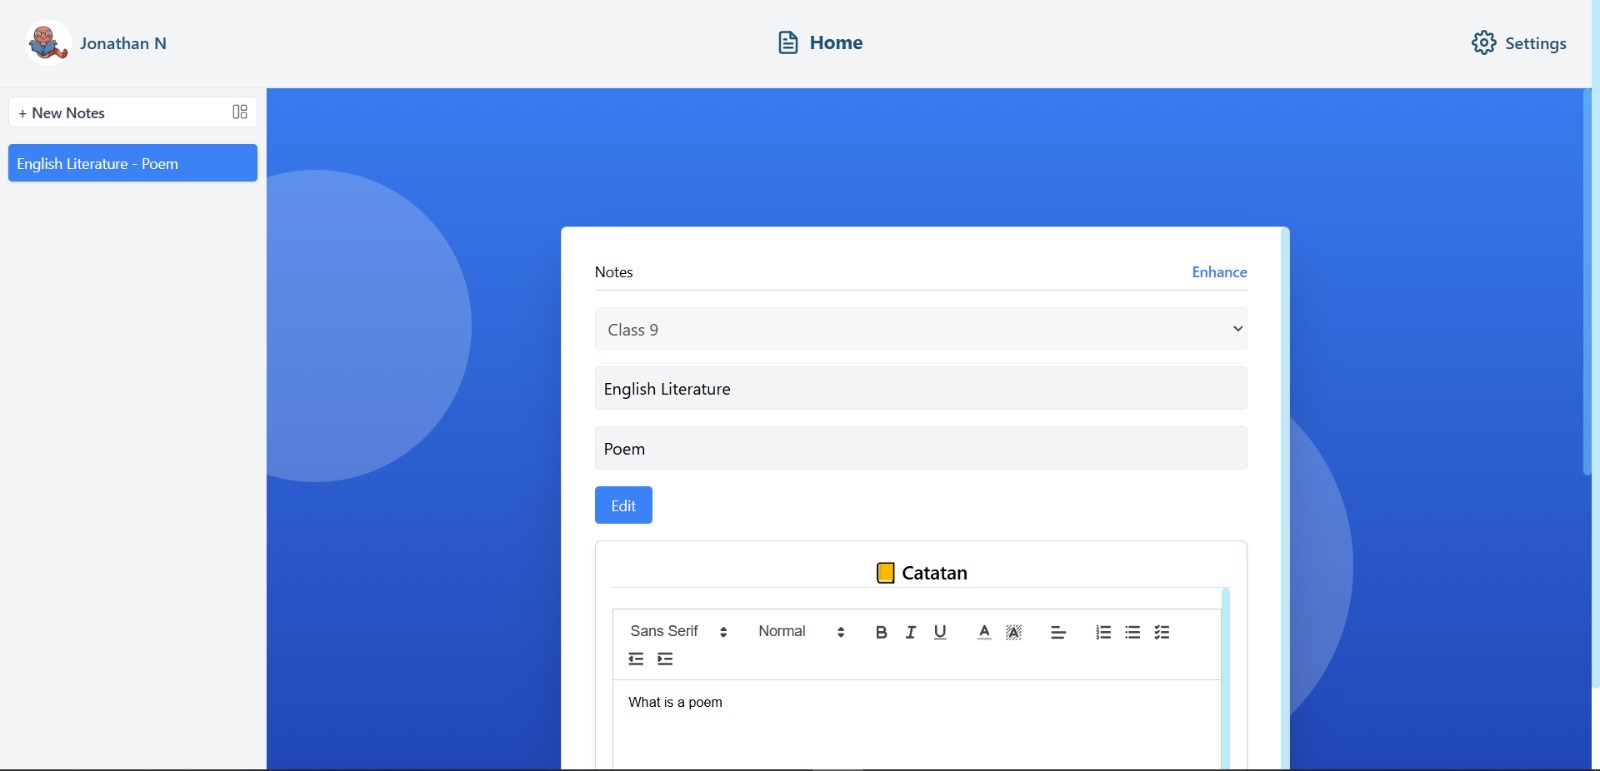 Jonathan N
Home
Settings
+ New Notes
English Literature - Poem
Notes
Enhance
Class 9
English Literature
Poem
Edit
Catatan
Sans Serif Normal B I U A A
What is a poem